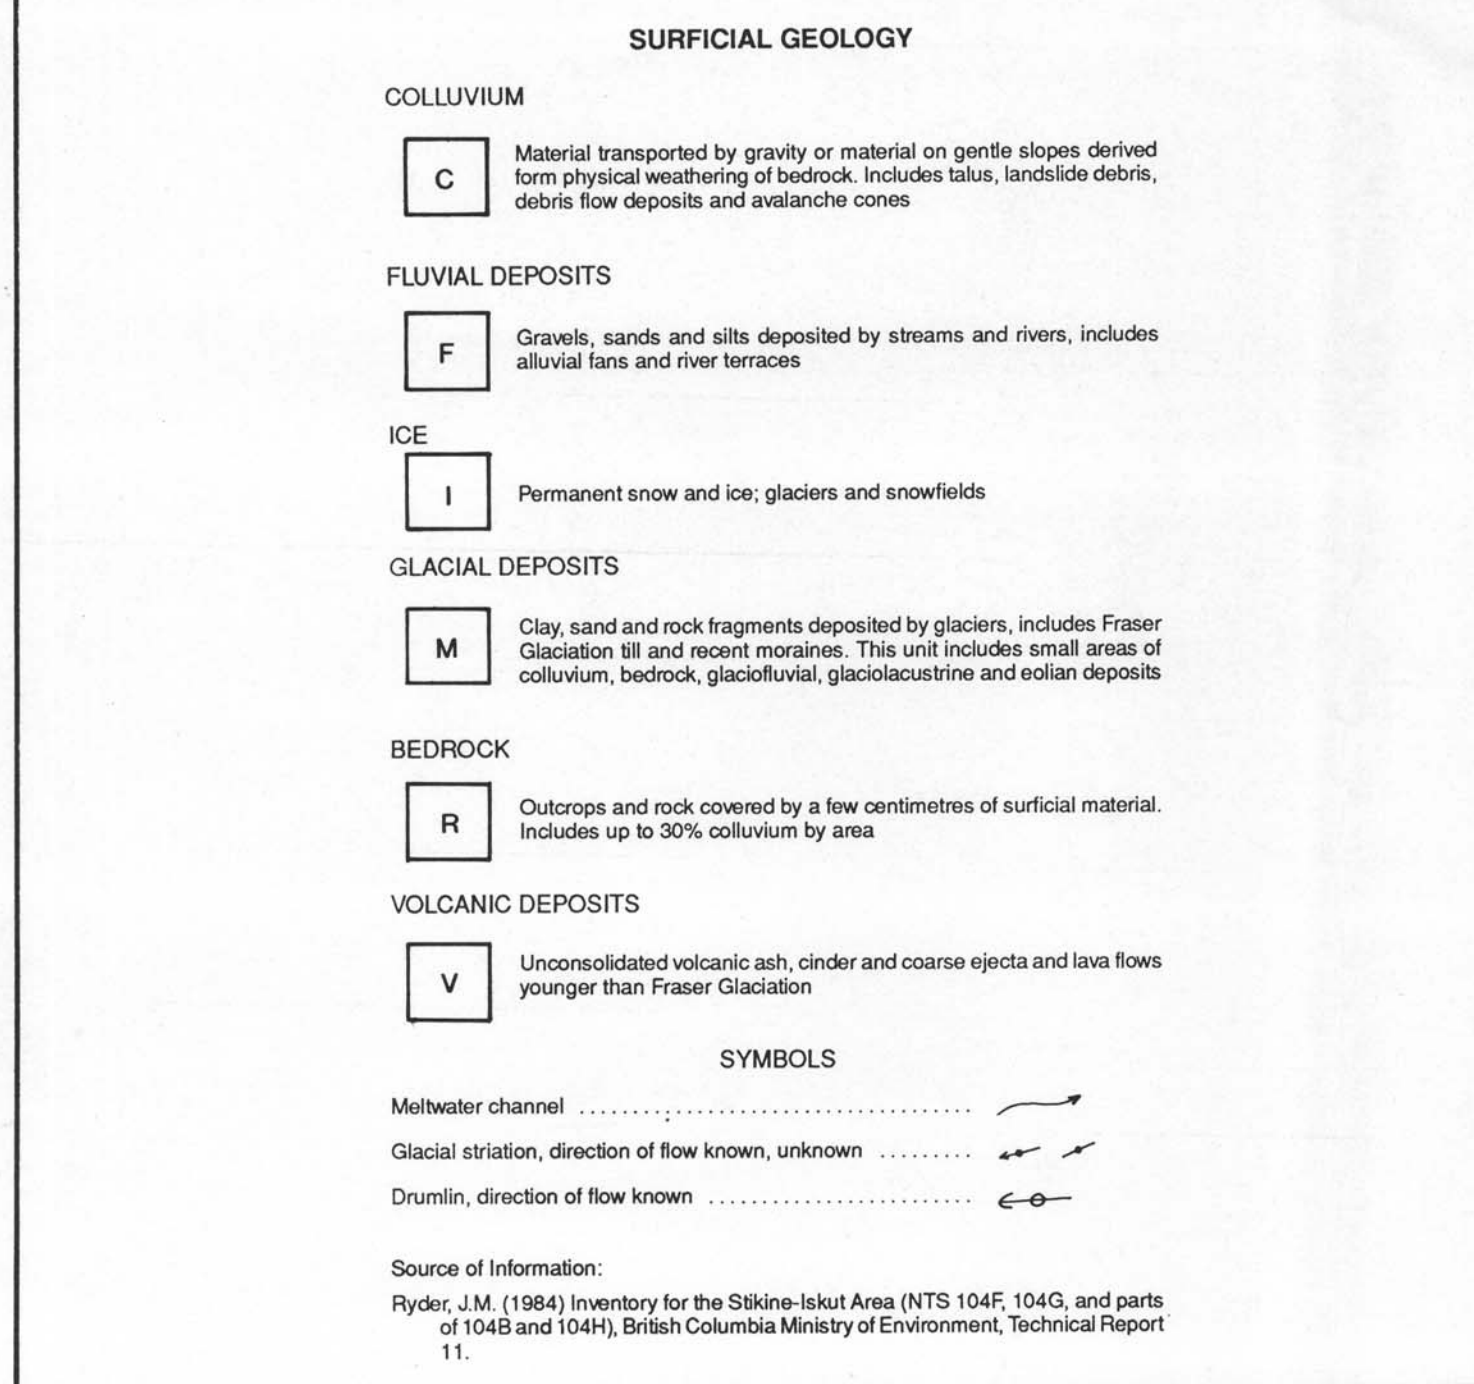 SURFICIAL GEOLOGY
COLLUVIUM
C
Material transported by gravity or material on gentle slopes derived
form physical weathering of bedrock. Includes talus, landslide debris,
debris flow deposits and avalanche cones
FLUVIAL DEPOSITS
F
Gravels, sands and silts deposited by streams and rivers, includes
alluvial fans and river terraces
ICE
I
Permanent snow and ice; glaciers and snowfields
GLACIAL DEPOSITS
M
Clay, sand and rock fragments deposited by glaciers, includes Fraser
Glaciation till and recent moraines. This unit includes small areas of
colluvium, bedrock, glaciofluvial, glaciolacustrine and eolian deposits
BEDROCK
R
Outcrops and rock covered by a few centimetres of surficial material.
Includes up to 30% colluvium by area
VOLCANIC DEPOSITS
V
Unconsolidated volcanic ash, cinder and coarse ejecta and lava flows
younger than Fraser Glaciation
SYMBOLS
Meltwater channel ......................................
Glacial striation, direction of flow known, unknown .........
Drumlin, direction of flow known .........................
Source of Information:
Ryder, J.M. (1984) Inventory for the Stikine-Iskut Area (NTS 104F, 104G, and parts
of 104B and 104H), British Columbia Ministry of Environment, Technical Report
11.